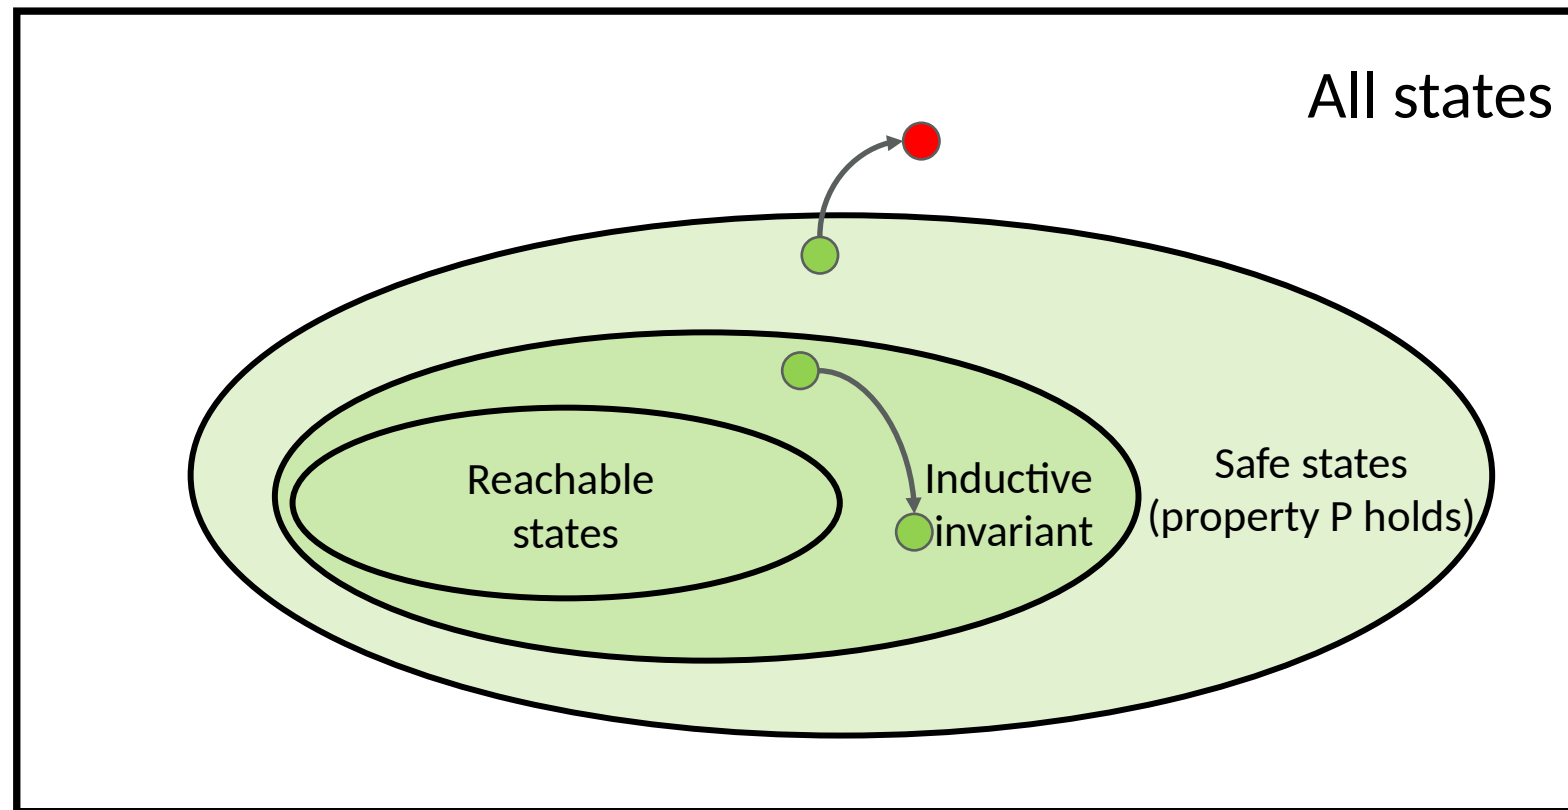 All states
Reachable
states
Inductive
invariant
Safe states
(property P holds)